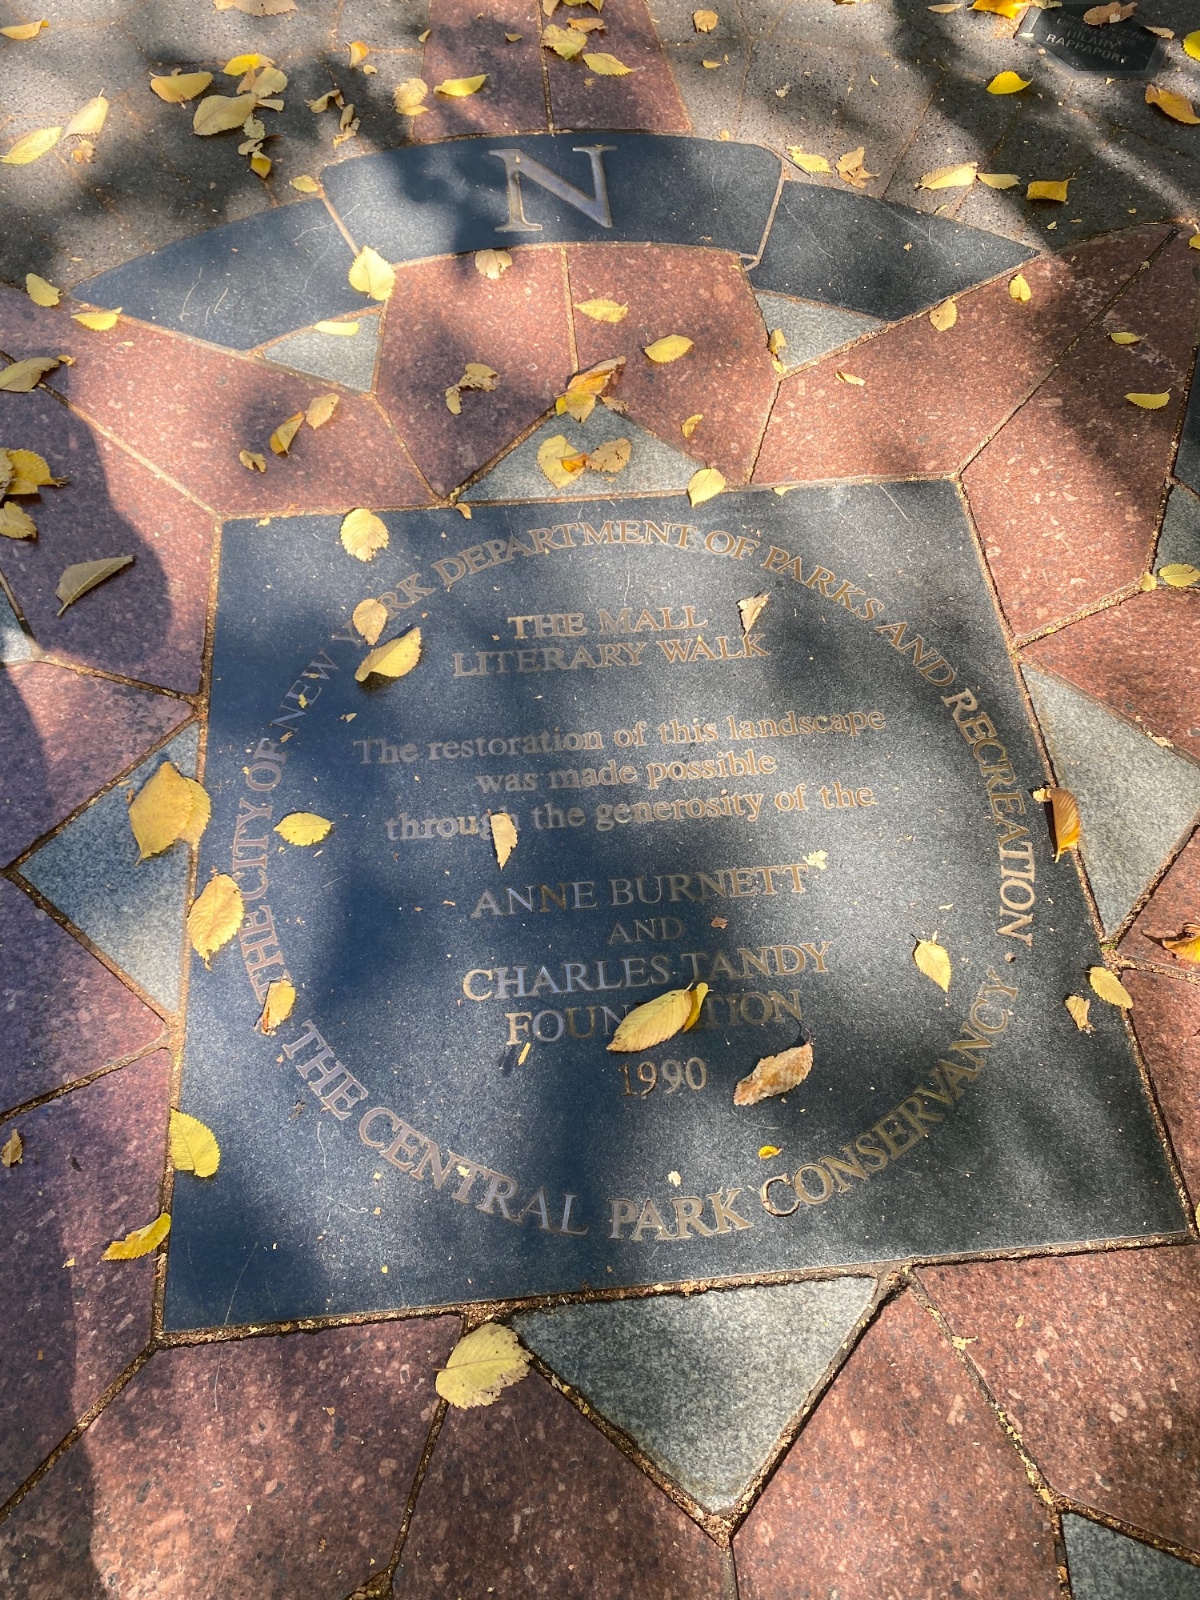 HILARY
RAPPAPORT
N
THE CITY OF NEW YORK DEPARTMENT OF PARKS AND RECREATION ·
THE MALL
LITERARY WALK
The restoration of this landscape
was made possible
through the generosity of the
ANNE BURNETT
AND
CHARLES TANDY
FOUNDATION
1990
THE CENTRAL PARK CONSERVANCY ·